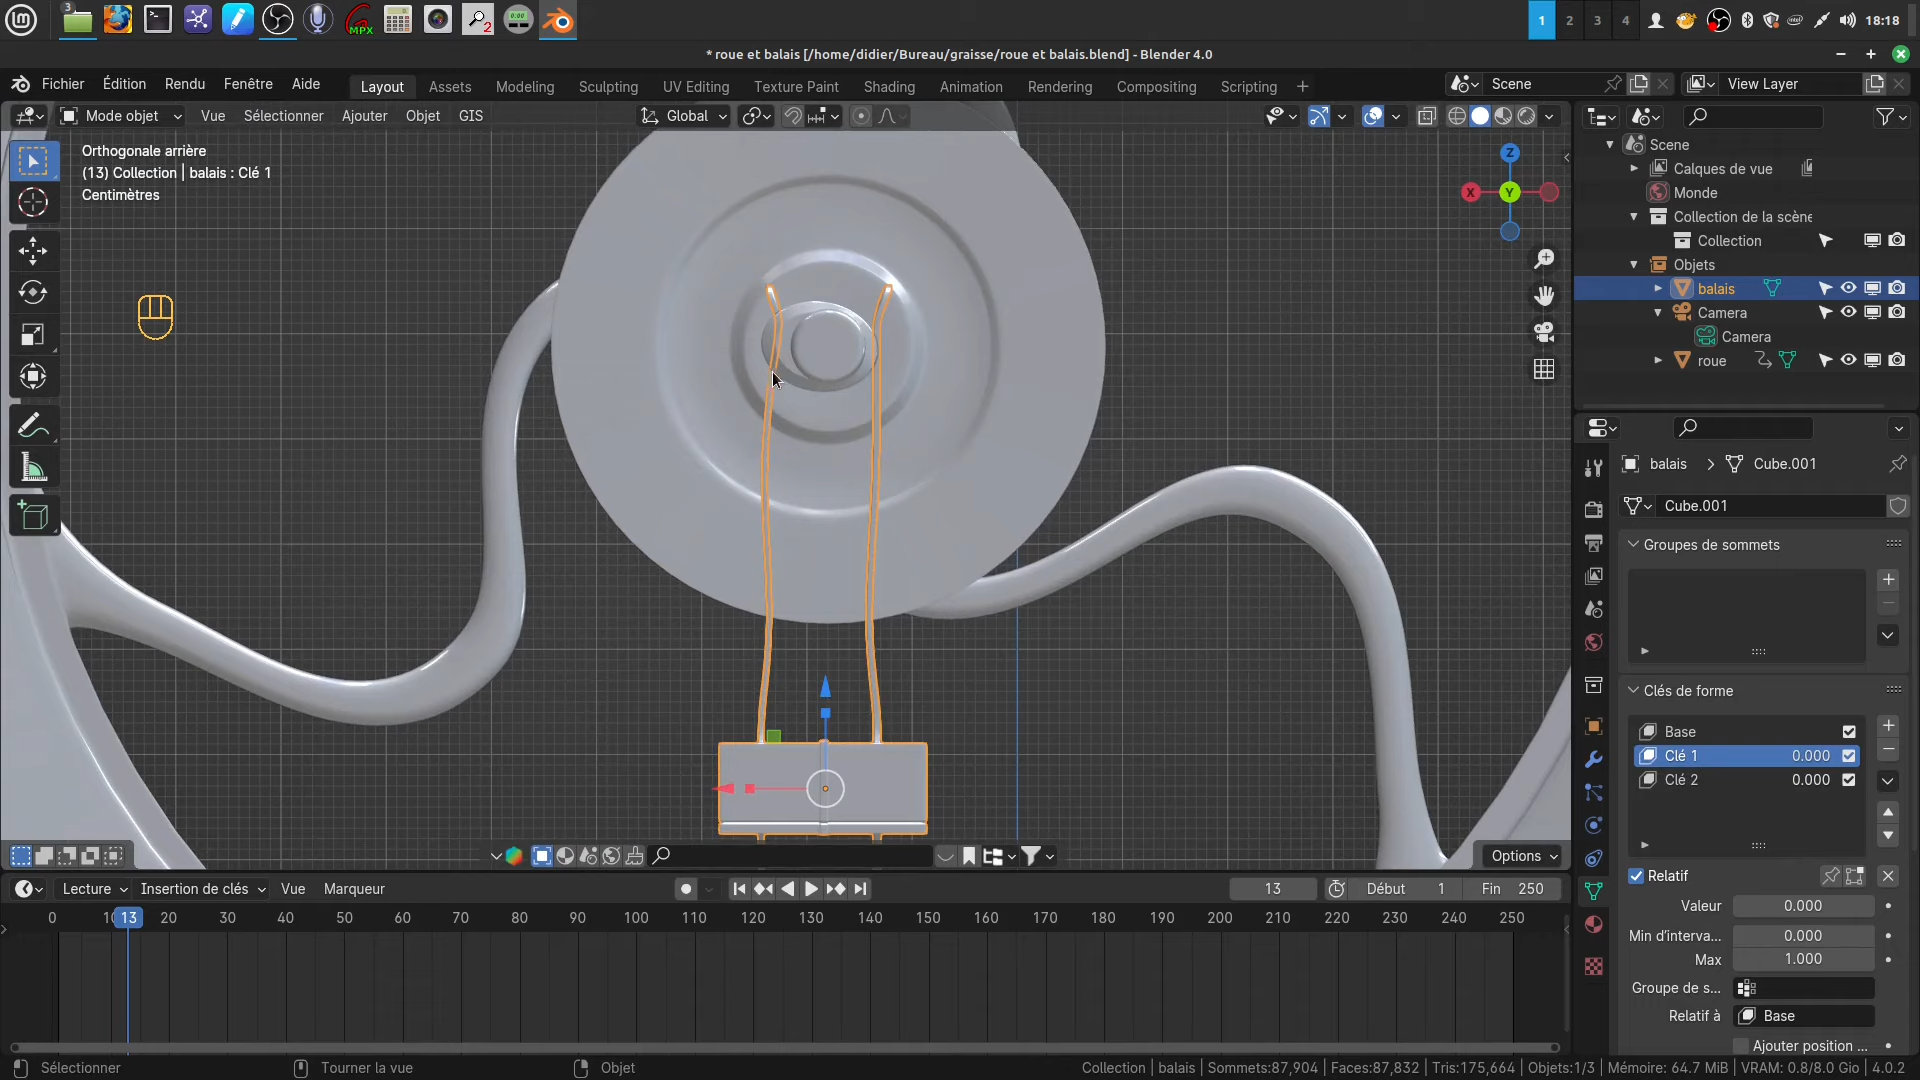 3
MPX
2
0:00
1
2
3
4
18:18
* roue et balais [/home/didier/Bureau/graisse/roue et balais.blend] - Blender 4.0
Fichier
Édition
Rendu
Fenêtre
Aide
Layout
Assets
Modeling
Sculpting
UV Editing
Texture Paint
Shading
Animation
Rendering
Compositing
Scripting
Scene
View Layer
Mode objet
Vue
Sélectionner
Ajouter
Objet
GIS
Global
Orthogonale arrière
(13) Collection | balais : Clé 1
Centimètres
Z
X
Y
Scene
Calques de vue
Monde
Collection de la scène
Collection
Objets
balais
Camera
Camera
roue
balais > Cube.001
Cube.001
Groupes de sommets
Clés de forme
Base
Clé 1 0.000
Clé 2 0.000
Relatif
Valeur 0.000
Min d'interva... 0.000
Max 1.000
Groupe de s...
Relatif à Base
Ajouter position ...
Options
Lecture
Insertion de clés
Vue
Marqueur
13
Début 1
Fin 250
0 10 13 20 30 40 50 60 70 80 90 100 110 120 130 140 150 160 170 180 190 200 210 220 230 240 250
Sélectionner
Tourner la vue
Objet
Collection | balais | Sommets:87,904 | Faces:87,832 | Tris:175,664 | Objets:1/3 | Mémoire: 64.7 MiB | VRAM: 0.8/8.0 Gio | 4.0.2